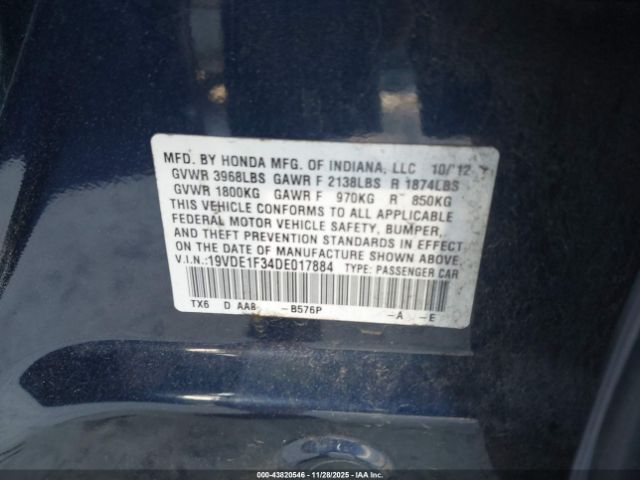 MFD. BY HONDA MFG. OF INDIANA, LLC 10/'12
GVWR 3968LBS GAWR F 2138LBS R 1874LBS
GVWR 1800KG GAWR F 970KG R 850KG
THIS VEHICLE CONFORMS TO ALL APPLICABLE
FEDERAL MOTOR VEHICLE SAFETY, BUMPER,
AND THEFT PREVENTION STANDARDS IN EFFECT
ON THE DATE OF MANUFACTURE SHOWN ABOVE.
V.I.N.:19VDE1F34DE017884 TYPE: PASSENGER CAR
TX6 D AA8 -B576P -A -E
000-43820546 - 11/28/2025 - IAAI.com